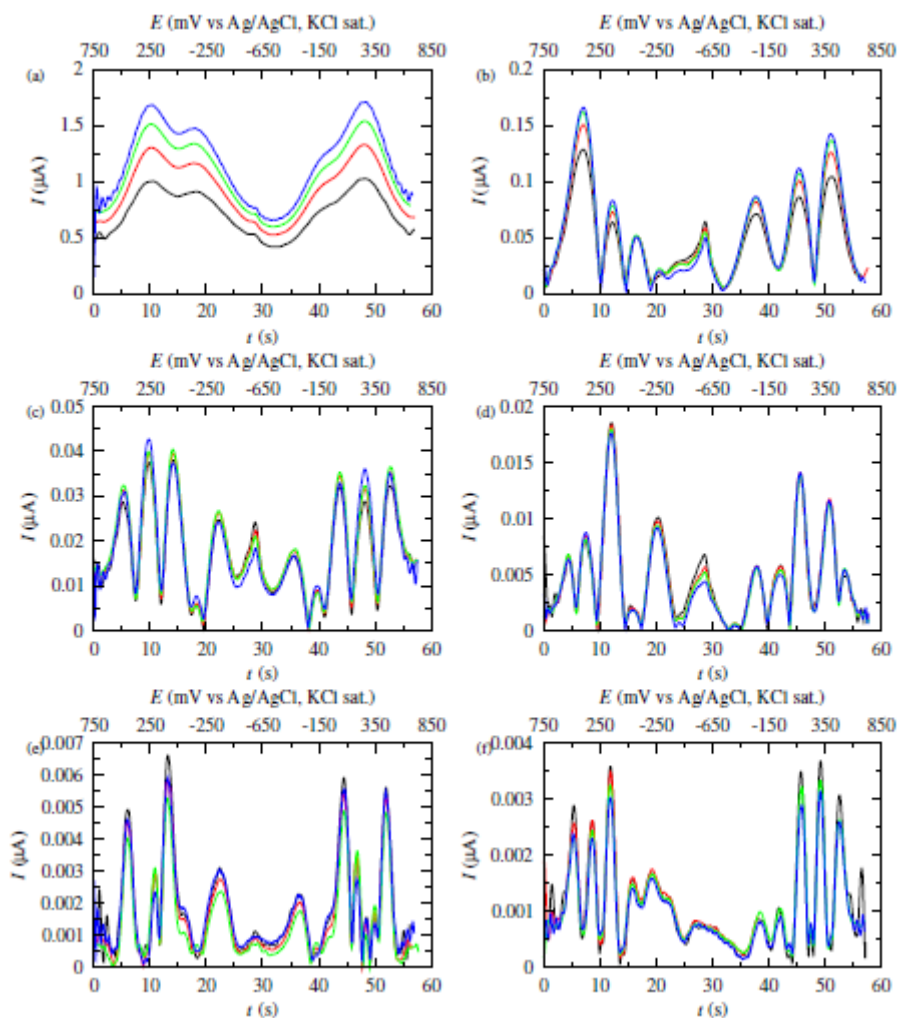 E (mV vs Ag/AgCl, KCl sat.)
750 250 -250 -650 -150 350 850
(a)
2
1.5
1
0.5
0
I (µA)
0 10 20 30 40 50 60
t (s)
E (mV vs Ag/AgCl, KCl sat.)
750 250 -250 -650 -150 350 850
(b)
0.2
0.15
0.10
0.05
0
I (µA)
0 10 20 30 40 50 60
t (s)
E (mV vs Ag/AgCl, KCl sat.)
750 250 -250 -650 -150 350 850
(c)
0.05
0.04
0.03
0.02
0.01
0
I (µA)
0 10 20 30 40 50 60
t (s)
E (mV vs Ag/AgCl, KCl sat.)
750 250 -250 -650 -150 350 850
(d)
0.02
0.015
0.01
0.005
0
I (µA)
0 10 20 30 40 50 60
t (s)
E (mV vs Ag/AgCl, KCl sat.)
750 250 -250 -650 -150 350 850
(e)
0.007
0.006
0.005
0.004
0.003
0.002
0.001
0
I (µA)
0 10 20 30 40 50 60
t (s)
E (mV vs Ag/AgCl, KCl sat.)
750 250 -250 -650 -150 350 850
(f)
0.004
0.003
0.002
0.001
0
I (µA)
0 10 20 30 40 50 60
t (s)